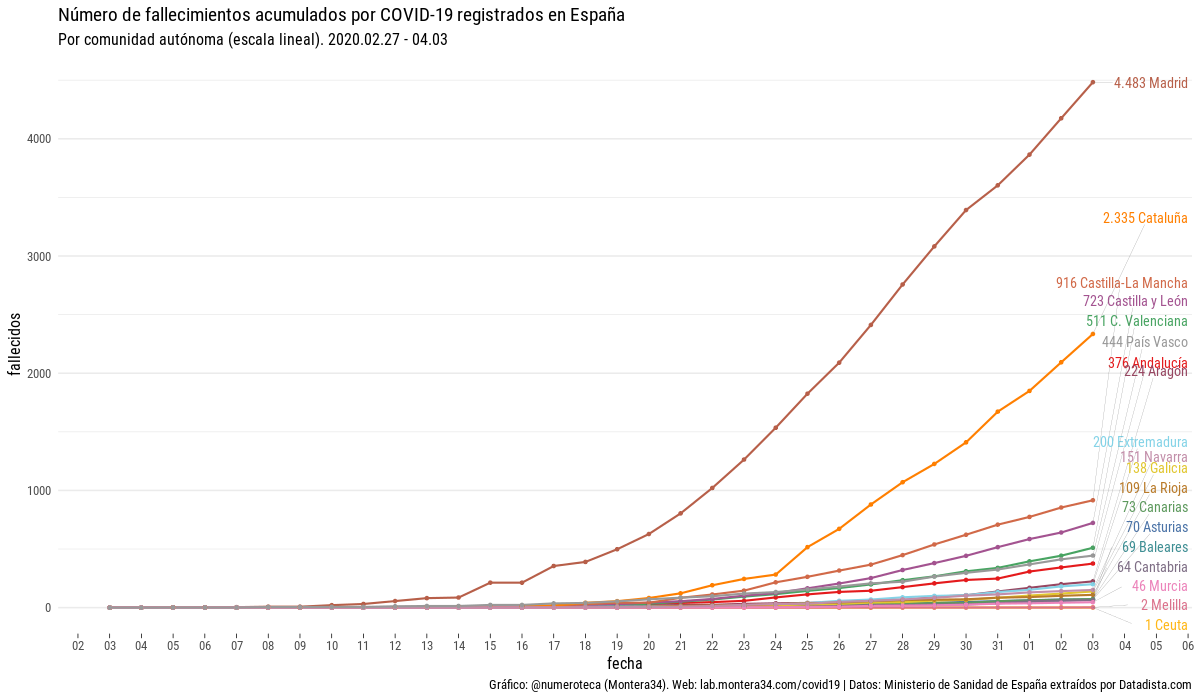 Número de fallecimientos acumulados por COVID-19 registrados en España
Por comunidad autónoma (escala lineal). 2020.02.27 - 04.03
fallecidos
4000
3000
2000
1000
0
4.483 Madrid
2.335 Cataluña
916 Castilla-La Mancha
723 Castilla y León
511 C. Valenciana
444 País Vasco
376 Andalucía
224 Aragón
200 Extremadura
151 Navarra
138 Galicia
109 La Rioja
73 Canarias
70 Asturias
69 Baleares
64 Cantabria
46 Murcia
2 Melilla
1 Ceuta
02 03 04 05 06 07 08 09 10 11 12 13 14 15 16 17 18 19 20 21 22 23 24 25 26 27 28 29 30 31 01 02 03 04 05 06
fecha
Gráfico: @numeroteca (Montera34). Web: lab.montera34.com/covid19 | Datos: Ministerio de Sanidad de España extraídos por Datadista.com